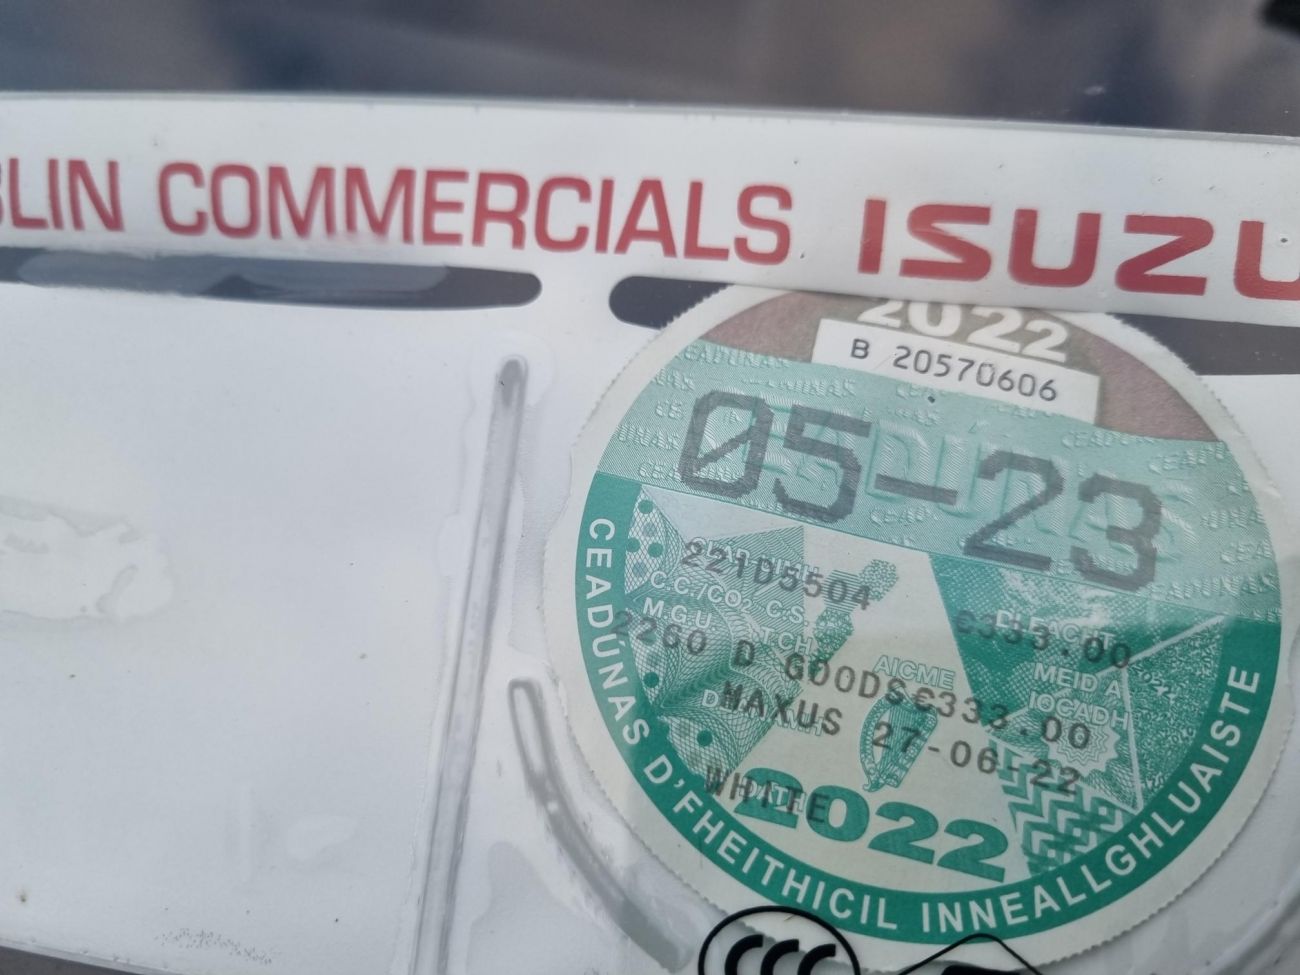 LIN COMMERCIALS ISUZU
2022
B 20570606
05-23
221D5504 €333.00
C.C./CO2 C.S.
M.G.U.
2260 D GOODS €333.00
AICME
MEID A
IOCADH
MAXUS 27-06-22
WHITE
2022
CEADÚNAS D'FHEITHICIL INNEALLGHLUAISTE